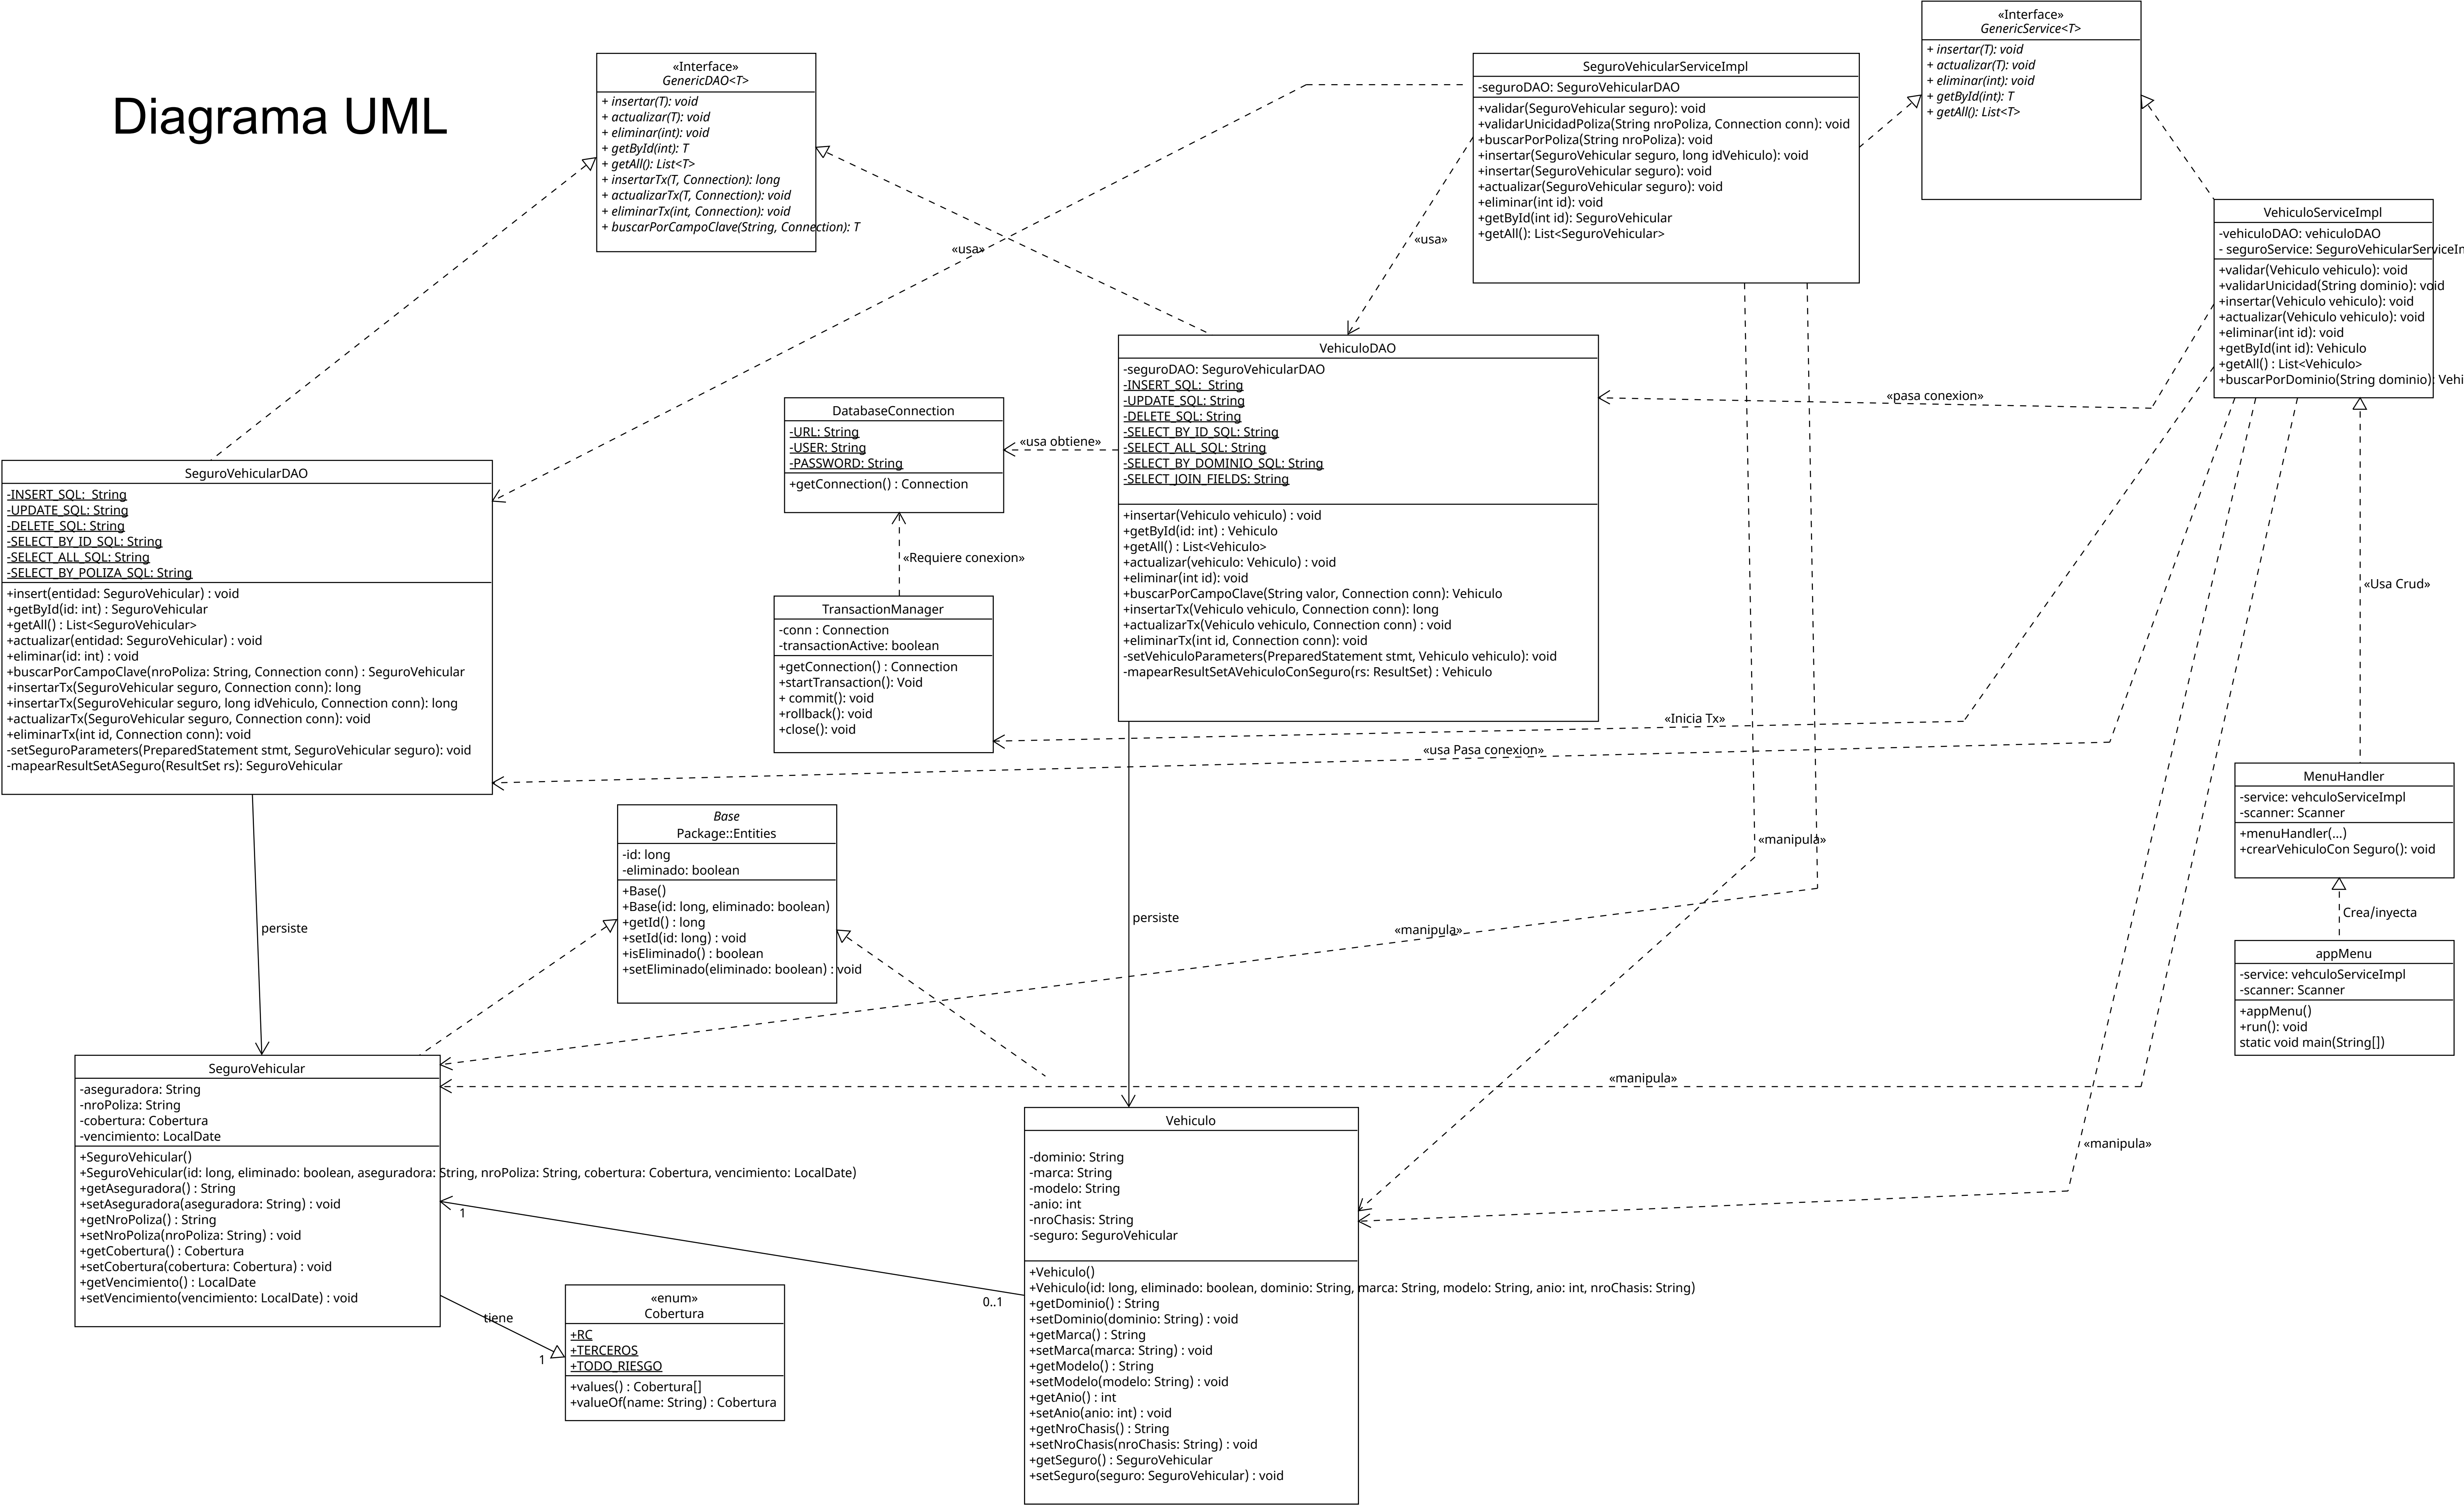 Diagrama UML
«Interface»
GenericDAO<T>
+ insertar(T): void
+ actualizar(T): void
+ eliminar(int): void
+ getById(int): T
+ getAll(): List<T>
+ insertarTx(T, Connection): long
+ actualizarTx(T, Connection): void
+ eliminarTx(int, Connection): void
+ buscarPorCampoClave(String, Connection): T
SeguroVehicularServiceImpl
-seguroDAO: SeguroVehicularDAO
+validar(SeguroVehicular seguro): void
+validarUnicidadPoliza(String nroPoliza, Connection conn): void
+buscarPorPoliza(String nroPoliza): void
+insertar(SeguroVehicular seguro, long idVehiculo): void
+insertar(SeguroVehicular seguro): void
+actualizar(SeguroVehicular seguro): void
+eliminar(int id): void
+getById(int id): SeguroVehicular
+getAll(): List<SeguroVehicular>
«Interface»
GenericService<T>
+ insertar(T): void
+ actualizar(T): void
+ eliminar(int): void
+ getById(int): T
+ getAll(): List<T>
VehiculoServiceImpl
-vehiculoDAO: vehiculoDAO
- seguroService: SeguroVehicularServiceIm
+validar(Vehiculo vehiculo): void
+validarUnicidad(String dominio): void
+insertar(Vehiculo vehiculo): void
+actualizar(Vehiculo vehiculo): void
+eliminar(int id): void
+getById(int id): Vehiculo
+getAll() : List<Vehiculo>
+buscarPorDominio(String dominio): Vehi
«usa»
«usa»
VehiculoDAO
-seguroDAO: SeguroVehicularDAO
-INSERT_SQL:  String
-UPDATE_SQL: String
-DELETE_SQL: String
-SELECT_BY_ID_SQL: String
-SELECT_ALL_SQL: String
-SELECT_BY_DOMINIO_SQL: String
-SELECT_JOIN_FIELDS: String
+insertar(Vehiculo vehiculo) : void
+getById(id: int) : Vehiculo
+getAll() : List<Vehiculo>
+actualizar(vehiculo: Vehiculo) : void
+eliminar(int id): void
+buscarPorCampoClave(String valor, Connection conn): Vehiculo
+insertarTx(Vehiculo vehiculo, Connection conn): long
+actualizarTx(Vehiculo vehiculo, Connection conn) : void
+eliminarTx(int id, Connection conn): void
-setVehiculoParameters(PreparedStatement stmt, Vehiculo vehiculo): void
-mapearResultSetAVehiculoConSeguro(rs: ResultSet) : Vehiculo
«pasa conexion»
DatabaseConnection
-URL: String
-USER: String
-PASSWORD: String
+getConnection() : Connection
«usa obtiene»
«Requiere conexion»
TransactionManager
-conn : Connection
-transactionActive: boolean
+getConnection() : Connection
+startTransaction(): Void
+ commit(): void
+rollback(): void
+close(): void
SeguroVehicularDAO
-INSERT_SQL:  String
-UPDATE_SQL: String
-DELETE_SQL: String
-SELECT_BY_ID_SQL: String
-SELECT_ALL_SQL: String
-SELECT_BY_POLIZA_SQL: String
+insert(entidad: SeguroVehicular) : void
+getById(id: int) : SeguroVehicular
+getAll() : List<SeguroVehicular>
+actualizar(entidad: SeguroVehicular) : void
+eliminar(id: int) : void
+buscarPorCampoClave(nroPoliza: String, Connection conn) : SeguroVehicular
+insertarTx(SeguroVehicular seguro, Connection conn): long
+insertarTx(SeguroVehicular seguro, long idVehiculo, Connection conn): long
+actualizarTx(SeguroVehicular seguro, Connection conn): void
+eliminarTx(int id, Connection conn): void
-setSeguroParameters(PreparedStatement stmt, SeguroVehicular seguro): void
-mapearResultSetASeguro(ResultSet rs): SeguroVehicular
«Usa Crud»
«Inicia Tx»
«usa Pasa conexion»
MenuHandler
-service: vehculoServiceImpl
-scanner: Scanner
+menuHandler(...)
+crearVehiculoCon Seguro(): void
Crea/inyecta
appMenu
-service: vehculoServiceImpl
-scanner: Scanner
+appMenu()
+run(): void
static void main(String[])
Base
Package::Entities
-id: long
-eliminado: boolean
+Base()
+Base(id: long, eliminado: boolean)
+getId() : long
+setId(id: long) : void
+isEliminado() : boolean
+setEliminado(eliminado: boolean) : void
«manipula»
persiste
persiste
«manipula»
«manipula»
«manipula»
SeguroVehicular
-aseguradora: String
-nroPoliza: String
-cobertura: Cobertura
-vencimiento: LocalDate
+SeguroVehicular()
+SeguroVehicular(id: long, eliminado: boolean, aseguradora: String, nroPoliza: String, cobertura: Cobertura, vencimiento: LocalDate)
+getAseguradora() : String
+setAseguradora(aseguradora: String) : void
+getNroPoliza() : String
+setNroPoliza(nroPoliza: String) : void
+getCobertura() : Cobertura
+setCobertura(cobertura: Cobertura) : void
+getVencimiento() : LocalDate
+setVencimiento(vencimiento: LocalDate) : void
1
0..1
tiene
1
«enum»
Cobertura
+RC
+TERCEROS
+TODO_RIESGO
+values() : Cobertura[]
+valueOf(name: String) : Cobertura
Vehiculo
-dominio: String
-marca: String
-modelo: String
-anio: int
-nroChasis: String
-seguro: SeguroVehicular
+Vehiculo()
+Vehiculo(id: long, eliminado: boolean, dominio: String, marca: String, modelo: String, anio: int, nroChasis: String)
+getDominio() : String
+setDominio(dominio: String) : void
+getMarca() : String
+setMarca(marca: String) : void
+getModelo() : String
+setModelo(modelo: String) : void
+getAnio() : int
+setAnio(anio: int) : void
+getNroChasis() : String
+setNroChasis(nroChasis: String) : void
+getSeguro() : SeguroVehicular
+setSeguro(seguro: SeguroVehicular) : void